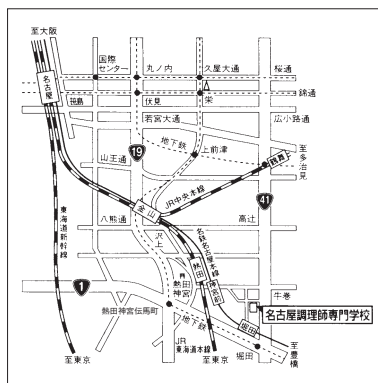 至大阪
国際センター
丸ノ内
久屋大通
桜通
名古屋
錦通
伏見
栄
広小路通
若宮大通
地下鉄
上前津
鶴舞
至多治見
山王通
19
JR中央本線
41
金山
八熊通
高辻
東海道新幹線
沢上
名鉄名古屋本線
熱田
神宮前
1
熱田神宮
牛巻
名古屋調理師専門学校
熱田神宮伝馬町
地下鉄
堀田
堀田
JR東海道本線
至東京
至東京
至豊橋